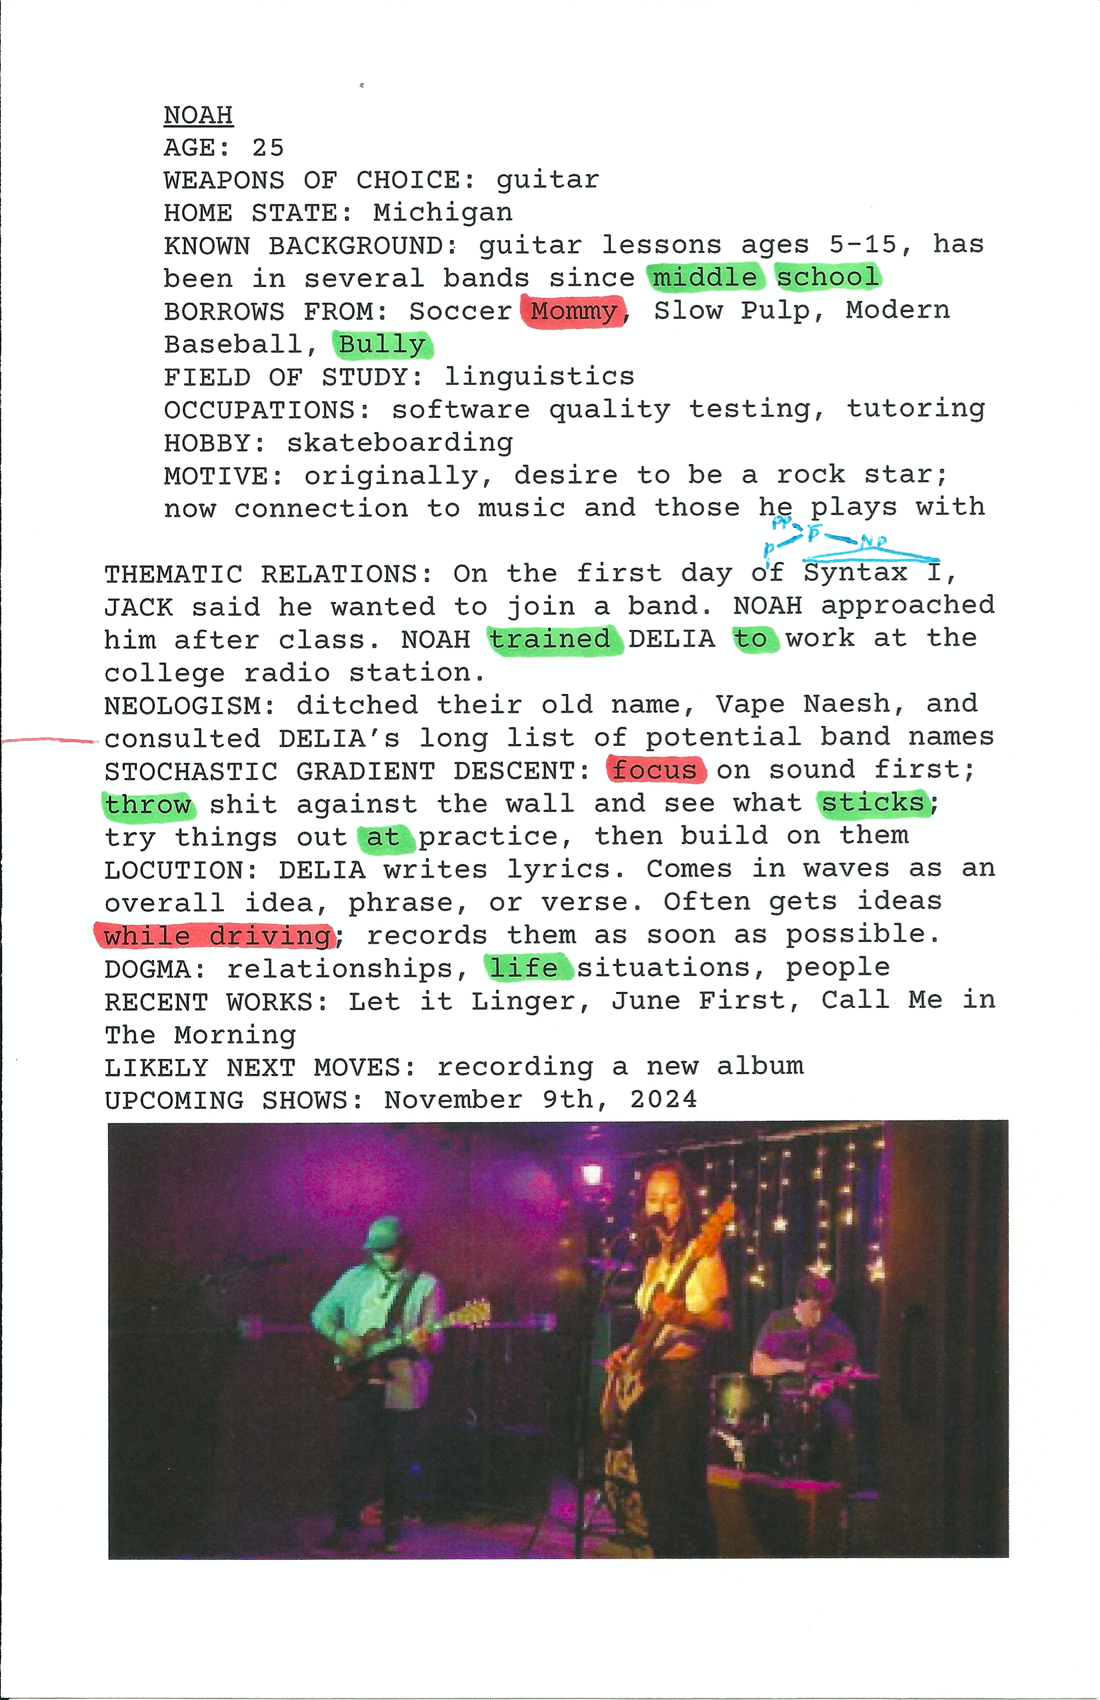 NOAH
AGE: 25
WEAPONS OF CHOICE: guitar
HOME STATE: Michigan
KNOWN BACKGROUND: guitar lessons ages 5-15, has
been in several bands since middle school
BORROWS FROM: Soccer Mommy, Slow Pulp, Modern
Baseball, Bully
FIELD OF STUDY: linguistics
OCCUPATIONS: software quality testing, tutoring
HOBBY: skateboarding
MOTIVE: originally, desire to be a rock star;
now connection to music and those he plays with
PP P̄
P NP
THEMATIC RELATIONS: On the first day of Syntax I,
JACK said he wanted to join a band. NOAH approached
him after class. NOAH trained DELIA to work at the
college radio station.
NEOLOGISM: ditched their old name, Vape Naesh, and
consulted DELIA’s long list of potential band names
STOCHASTIC GRADIENT DESCENT: focus on sound first;
throw shit against the wall and see what sticks;
try things out at practice, then build on them
LOCUTION: DELIA writes lyrics. Comes in waves as an
overall idea, phrase, or verse. Often gets ideas
while driving; records them as soon as possible.
DOGMA: relationships, life situations, people
RECENT WORKS: Let it Linger, June First, Call Me in
The Morning
LIKELY NEXT MOVES: recording a new album
UPCOMING SHOWS: November 9th, 2024